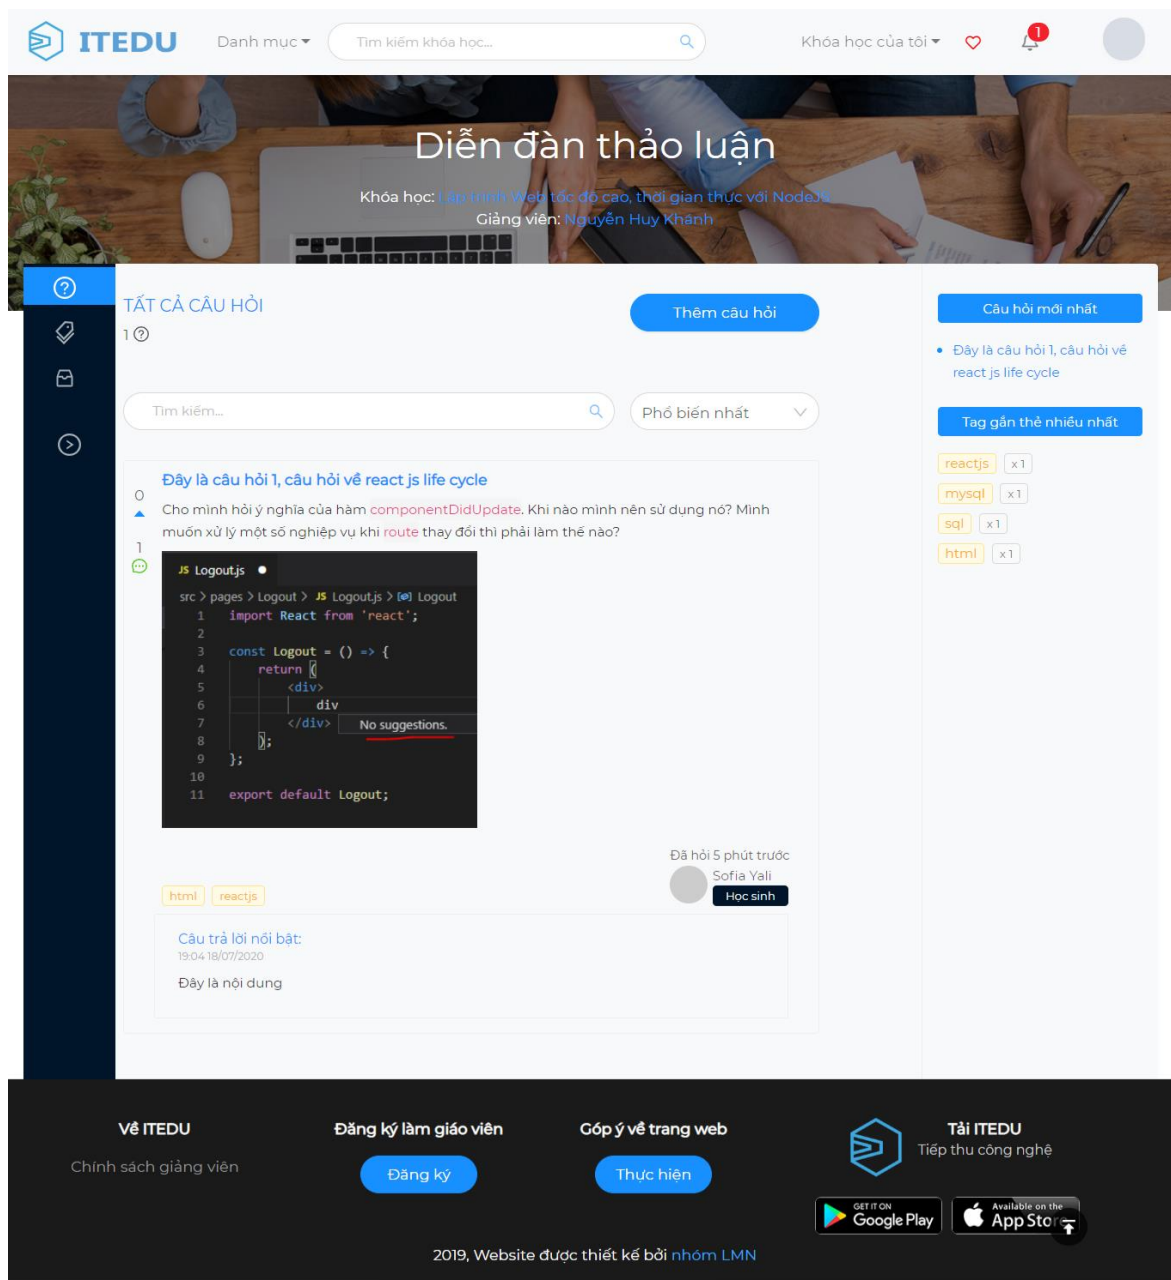 ITEDU
Danh mục
Tìm kiếm khóa học...
Khóa học của tôi
1
Diễn đàn thảo luận
Khóa học: Lập trình Web tốc độ cao, thời gian thực với NodeJS
Giảng viên: Nguyễn Huy Khánh
TẤT CẢ CÂU HỎI
1
Thêm câu hỏi
Tìm kiếm...
Phổ biến nhất
Đây là câu hỏi 1, câu hỏi về react js life cycle
0
Cho mình hỏi ý nghĩa của hàm componentDidUpdate. Khi nào mình nên sử dụng nó? Mình
muốn xử lý một số nghiệp vụ khi route thay đổi thì phải làm thế nào?
1
JS Logout.js
src > pages > Logout > JS Logout.js > Logout
1 import React from 'react';
2
3 const Logout = () => {
4 return (
5 <div>
6 div
7 </div> No suggestions.
8 );
9 };
10
11 export default Logout;
Đã hỏi 5 phút trước
Sofia Yali
Học sinh
html reactjs
Câu trả lời nổi bật:
19:04 18/07/2020
Đây là nội dung
Câu hỏi mới nhất
Đây là câu hỏi 1, câu hỏi về
react js life cycle
Tag gắn thẻ nhiều nhất
reactjs x 1
mysql x 1
sql x 1
html x 1
Về ITEDU
Chính sách giảng viên
Đăng ký làm giáo viên
Đăng ký
Góp ý về trang web
Thực hiện
Tải ITEDU
Tiếp thu công nghệ
GET IT ON
Google Play
Available on the
App Store
2019, Website được thiết kế bởi nhóm LMN